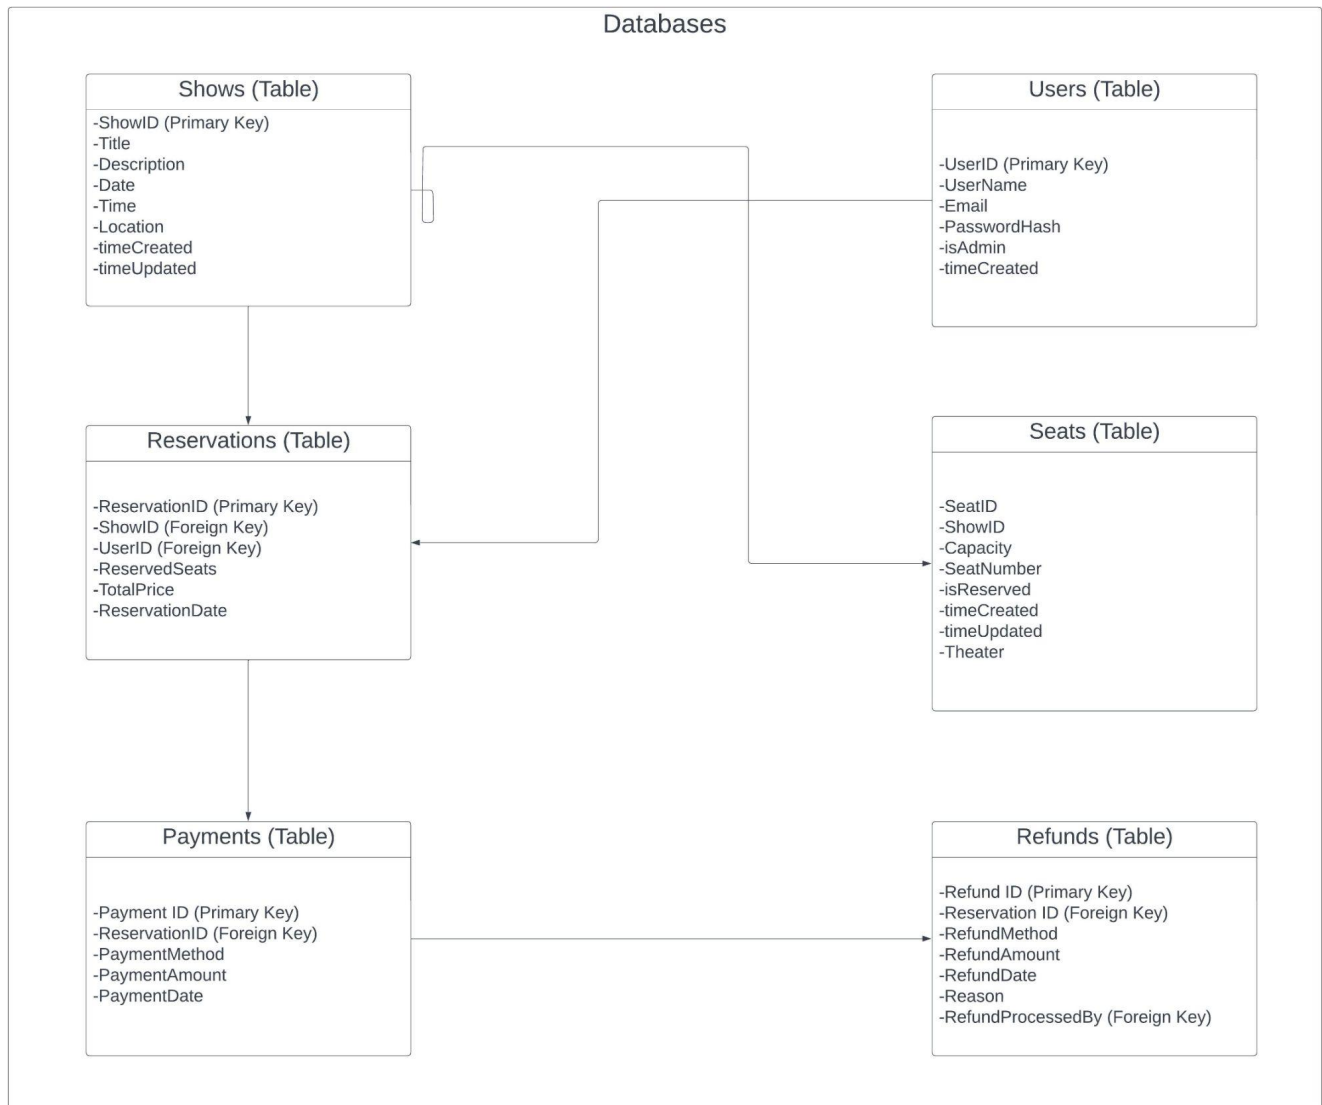 Databases
Shows (Table)
-ShowID (Primary Key)
-Title
-Description
-Date
-Time
-Location
-timeCreated
-timeUpdated
Users (Table)
-UserID (Primary Key)
-UserName
-Email
-PasswordHash
-isAdmin
-timeCreated
Reservations (Table)
-ReservationID (Primary Key)
-ShowID (Foreign Key)
-UserID (Foreign Key)
-ReservedSeats
-TotalPrice
-ReservationDate
Seats (Table)
-SeatID
-ShowID
-Capacity
-SeatNumber
-isReserved
-timeCreated
-timeUpdated
-Theater
Payments (Table)
-Payment ID (Primary Key)
-ReservationID (Foreign Key)
-PaymentMethod
-PaymentAmount
-PaymentDate
Refunds (Table)
-Refund ID (Primary Key)
-Reservation ID (Foreign Key)
-RefundMethod
-RefundAmount
-RefundDate
-Reason
-RefundProcessedBy (Foreign Key)